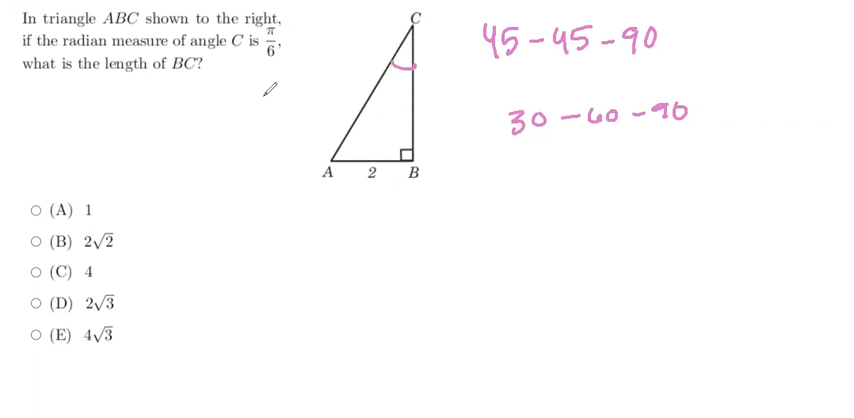 In triangle ABC shown to the right,
if the radian measure of angle C is π/6,
what is the length of BC?
C
45-45-90
30-60-90
A 2 B
(A) 1
(B) 2√2
(C) 4
(D) 2√3
(E) 4√3